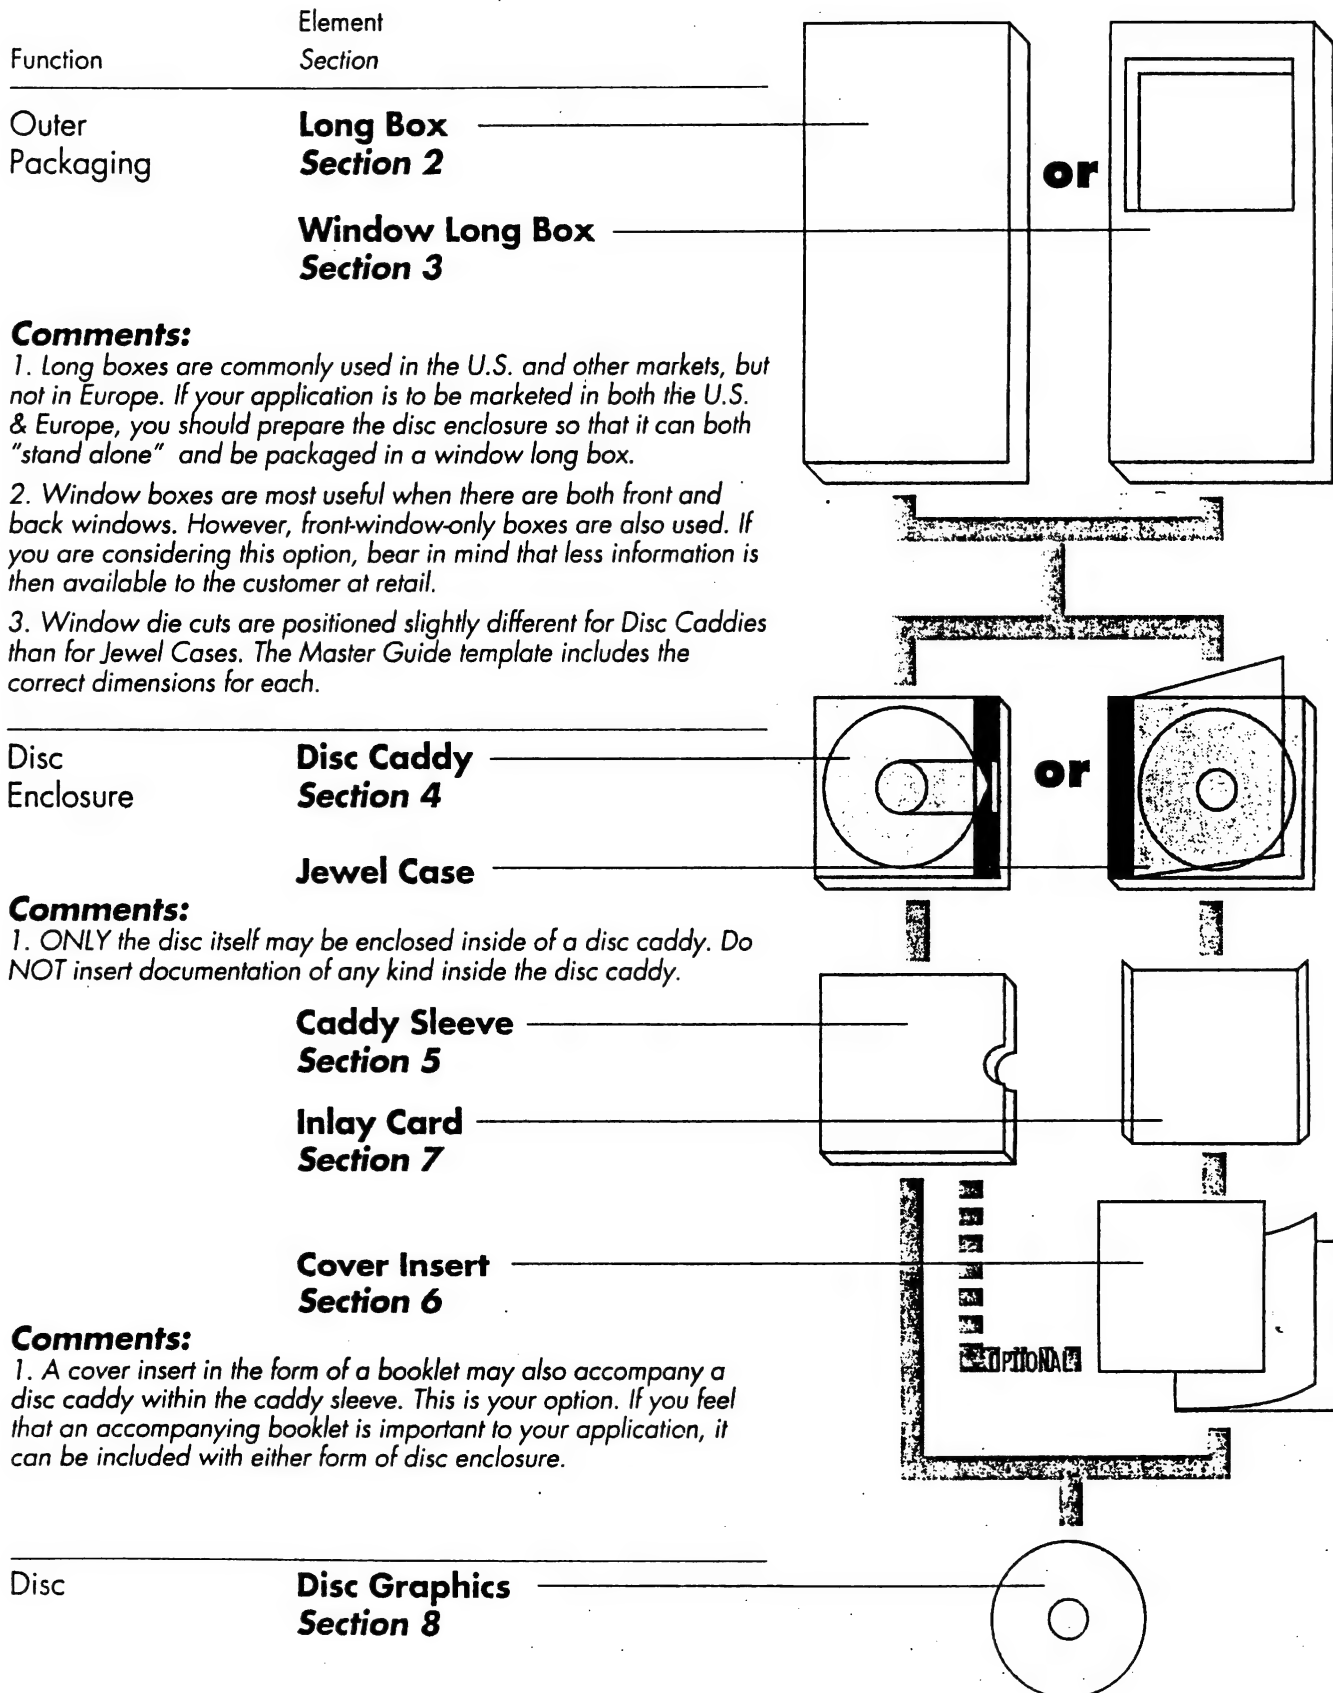 Element
Function Section
Outer Packaging
Long Box
Section 2
or
Window Long Box
Section 3
Comments:
1. Long boxes are commonly used in the U.S. and other markets, but
not in Europe. If your application is to be marketed in both the U.S.
& Europe, you should prepare the disc enclosure so that it can both
"stand alone" and be packaged in a window long box.
2. Window boxes are most useful when there are both front and
back windows. However, front-window-only boxes are also used. If
you are considering this option, bear in mind that less information is
then available to the customer at retail.
3. Window die cuts are positioned slightly different for Disc Caddies
than for Jewel Cases. The Master Guide template includes the
correct dimensions for each.
Disc Enclosure
Disc Caddy
Section 4
or
Jewel Case
Comments:
1. ONLY the disc itself may be enclosed inside of a disc caddy. Do
NOT insert documentation of any kind inside the disc caddy.
Caddy Sleeve
Section 5
Inlay Card
Section 7
Cover Insert
Section 6
OPTIONAL
Comments:
1. A cover insert in the form of a booklet may also accompany a
disc caddy within the caddy sleeve. This is your option. If you feel
that an accompanying booklet is important to your application, it
can be included with either form of disc enclosure.
Disc
Disc Graphics
Section 8